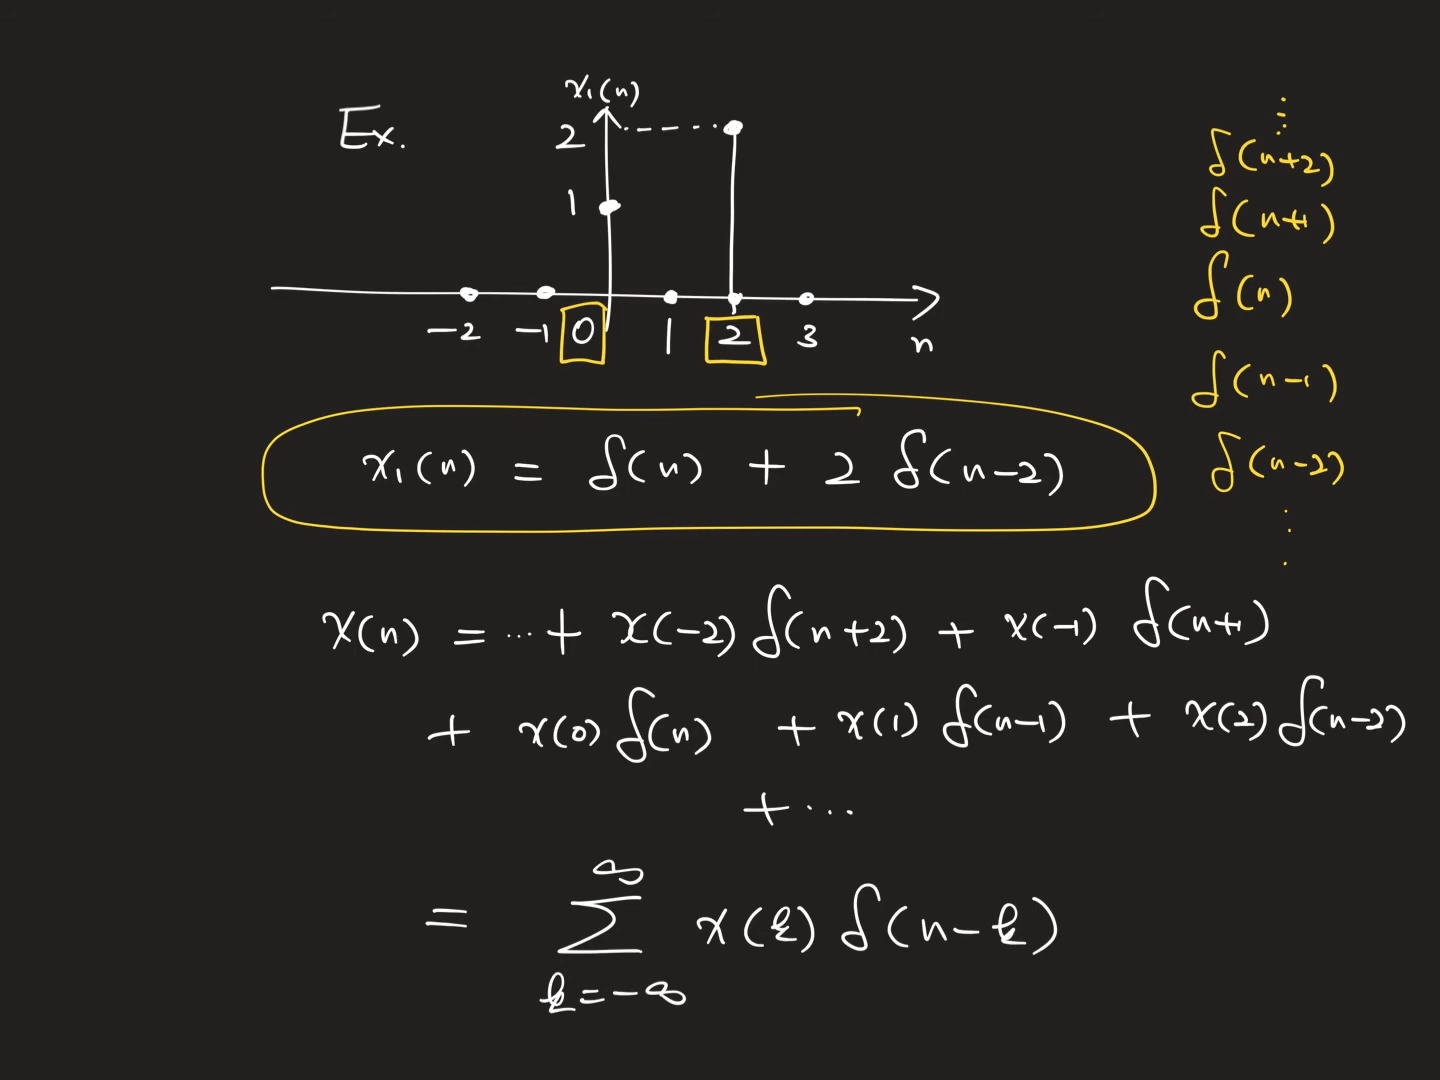 Ex.
x₁(n)
2
1
-2 -1 0 1 2 3 n
x₁(n) = δ(n) + 2 δ(n-2)
x(n) = ... + x(-2) δ(n+2) + x(-1) δ(n+1)
+ x(0) δ(n) + x(1) δ(n-1) + x(2) δ(n-2)
+ ...
= ∑_{k=-∞}^{∞} x(k) δ(n-k)
⋮
δ(n+2)
δ(n+1)
δ(n)
δ(n-1)
δ(n-2)
⋮